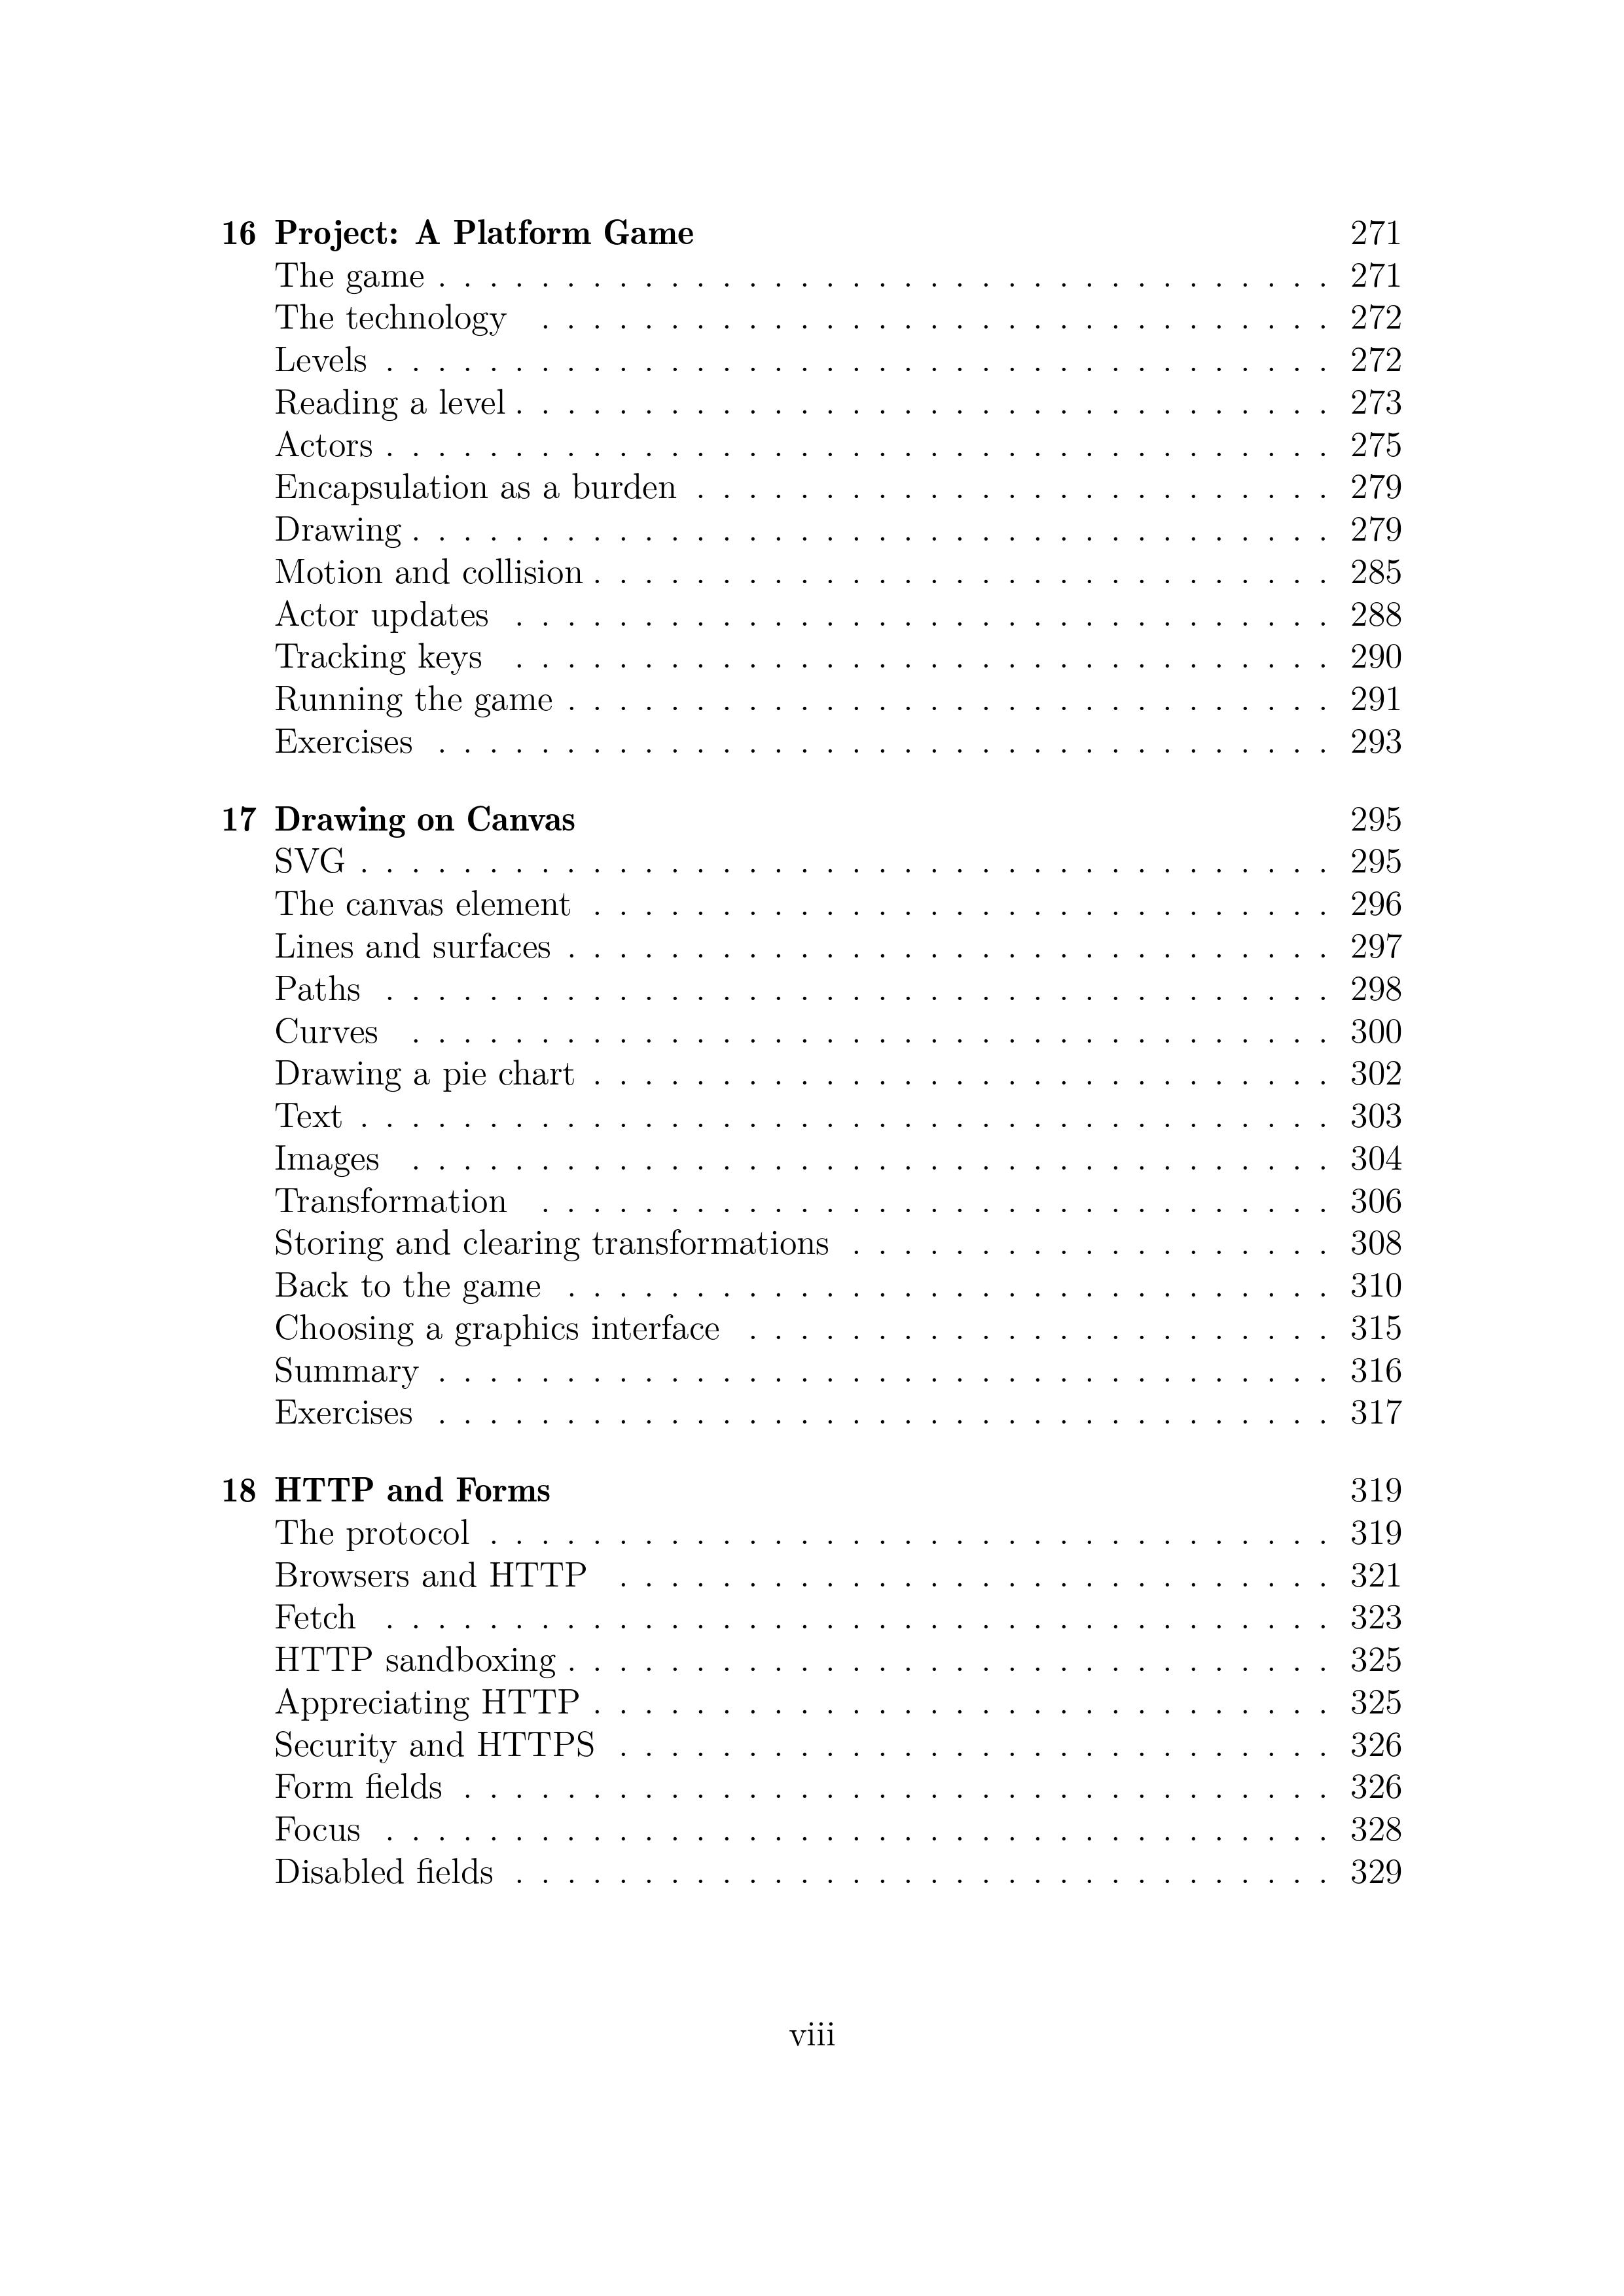 16 Project: A Platform Game 271
The game . . . . . . . . . . . . . . . . . . . . . . . . . . . . . . . . . . . 271
The technology . . . . . . . . . . . . . . . . . . . . . . . . . . . . . . . 272
Levels . . . . . . . . . . . . . . . . . . . . . . . . . . . . . . . . . . . . . 272
Reading a level . . . . . . . . . . . . . . . . . . . . . . . . . . . . . . . . 273
Actors . . . . . . . . . . . . . . . . . . . . . . . . . . . . . . . . . . . . . 275
Encapsulation as a burden . . . . . . . . . . . . . . . . . . . . . . . . . 279
Drawing . . . . . . . . . . . . . . . . . . . . . . . . . . . . . . . . . . . . 279
Motion and collision . . . . . . . . . . . . . . . . . . . . . . . . . . . . . 285
Actor updates . . . . . . . . . . . . . . . . . . . . . . . . . . . . . . . . 288
Tracking keys . . . . . . . . . . . . . . . . . . . . . . . . . . . . . . . . 290
Running the game . . . . . . . . . . . . . . . . . . . . . . . . . . . . . . 291
Exercises . . . . . . . . . . . . . . . . . . . . . . . . . . . . . . . . . . . 293
17 Drawing on Canvas 295
SVG . . . . . . . . . . . . . . . . . . . . . . . . . . . . . . . . . . . . . . 295
The canvas element . . . . . . . . . . . . . . . . . . . . . . . . . . . . . 296
Lines and surfaces . . . . . . . . . . . . . . . . . . . . . . . . . . . . . . 297
Paths . . . . . . . . . . . . . . . . . . . . . . . . . . . . . . . . . . . . . 298
Curves . . . . . . . . . . . . . . . . . . . . . . . . . . . . . . . . . . . . 300
Drawing a pie chart . . . . . . . . . . . . . . . . . . . . . . . . . . . . . 302
Text . . . . . . . . . . . . . . . . . . . . . . . . . . . . . . . . . . . . . . 303
Images . . . . . . . . . . . . . . . . . . . . . . . . . . . . . . . . . . . . 304
Transformation . . . . . . . . . . . . . . . . . . . . . . . . . . . . . . . 306
Storing and clearing transformations . . . . . . . . . . . . . . . . . . . 308
Back to the game . . . . . . . . . . . . . . . . . . . . . . . . . . . . . . 310
Choosing a graphics interface . . . . . . . . . . . . . . . . . . . . . . . 315
Summary . . . . . . . . . . . . . . . . . . . . . . . . . . . . . . . . . . . 316
Exercises . . . . . . . . . . . . . . . . . . . . . . . . . . . . . . . . . . . 317
18 HTTP and Forms 319
The protocol . . . . . . . . . . . . . . . . . . . . . . . . . . . . . . . . . 319
Browsers and HTTP . . . . . . . . . . . . . . . . . . . . . . . . . . . . 321
Fetch . . . . . . . . . . . . . . . . . . . . . . . . . . . . . . . . . . . . . 323
HTTP sandboxing . . . . . . . . . . . . . . . . . . . . . . . . . . . . . . 325
Appreciating HTTP . . . . . . . . . . . . . . . . . . . . . . . . . . . . . 325
Security and HTTPS . . . . . . . . . . . . . . . . . . . . . . . . . . . . 326
Form fields . . . . . . . . . . . . . . . . . . . . . . . . . . . . . . . . . . 326
Focus . . . . . . . . . . . . . . . . . . . . . . . . . . . . . . . . . . . . . 328
Disabled fields . . . . . . . . . . . . . . . . . . . . . . . . . . . . . . . . 329
viii